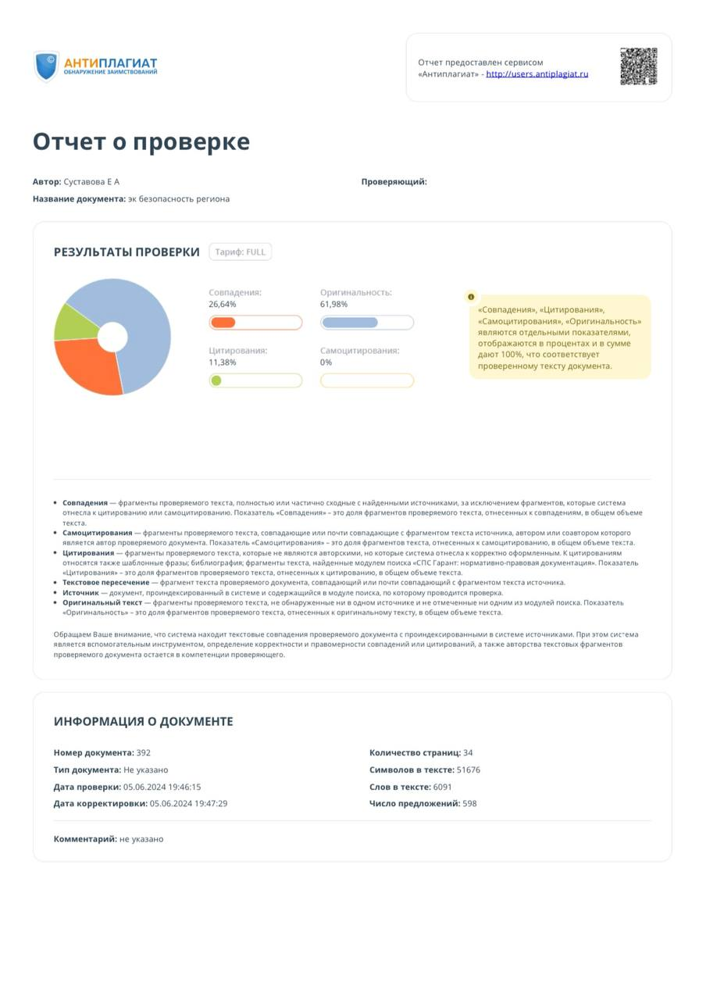 ©
АНТИПЛАГИАТ
ОБНАРУЖЕНИЕ ЗАИМСТВОВАНИЙ
Отчет предоставлен сервисом
«Антиплагиат» - http://users.antiplagiat.ru
Отчет о проверке
Автор: Суставова Е А
Проверяющий:
Название документа: эк безопасность региона
РЕЗУЛЬТАТЫ ПРОВЕРКИ
Тариф: FULL
Совпадения:
26,64%
Оригинальность:
61,98%
Цитирования:
11,38%
Самоцитирования:
0%
«Совпадения», «Цитирования»,
«Самоцитирования», «Оригинальность»
являются отдельными показателями,
отображаются в процентах и в сумме
дают 100%, что соответствует
проверенному тексту документа.
• Совпадения — фрагменты проверяемого текста, полностью или частично сходные с найденными источниками, за исключением фрагментов, которые система
отнесла к цитированию или самоцитированию. Показатель «Совпадения» – это доля фрагментов проверяемого текста, отнесенных к совпадениям, в общем объеме
текста.
• Самоцитирования — фрагменты проверяемого текста, совпадающие или почти совпадающие с фрагментом текста источника, автором или соавтором которого
является автор проверяемого документа. Показатель «Самоцитирования» – это доля фрагментов текста, отнесенных к самоцитированию, в общем объеме текста.
• Цитирования — фрагменты проверяемого текста, которые не являются авторскими, но которые система отнесла к корректно оформленным. К цитированиям
относятся также шаблонные фразы; библиография; фрагменты текста, найденные модулем поиска «СПС Гарант: нормативно-правовая документация». Показатель
«Цитирования» – это доля фрагментов проверяемого текста, отнесенных к цитированию, в общем объеме текста.
• Текстовое пересечение — фрагмент текста проверяемого документа, совпадающий или почти совпадающий с фрагментом текста источника.
• Источник — документ, проиндексированный в системе и содержащийся в модуле поиска, по которому проводится проверка.
• Оригинальный текст — фрагменты проверяемого текста, не обнаруженные ни в одном источнике и не отмеченные ни одним из модулей поиска. Показатель
«Оригинальность» – это доля фрагментов проверяемого текста, отнесенных к оригинальному тексту, в общем объеме текста.
Обращаем Ваше внимание, что система находит текстовые совпадения проверяемого документа с проиндексированными в системе источниками. При этом система
является вспомогательным инструментом, определение корректности и правомерности совпадений или цитирований, а также авторства текстовых фрагментов
проверяемого документа остается в компетенции проверяющего.
ИНФОРМАЦИЯ О ДОКУМЕНТЕ
Номер документа: 392
Тип документа: Не указано
Дата проверки: 05.06.2024 19:46:15
Дата корректировки: 05.06.2024 19:47:29
Количество страниц: 34
Символов в тексте: 51676
Слов в тексте: 6091
Число предложений: 598
Комментарий: не указано